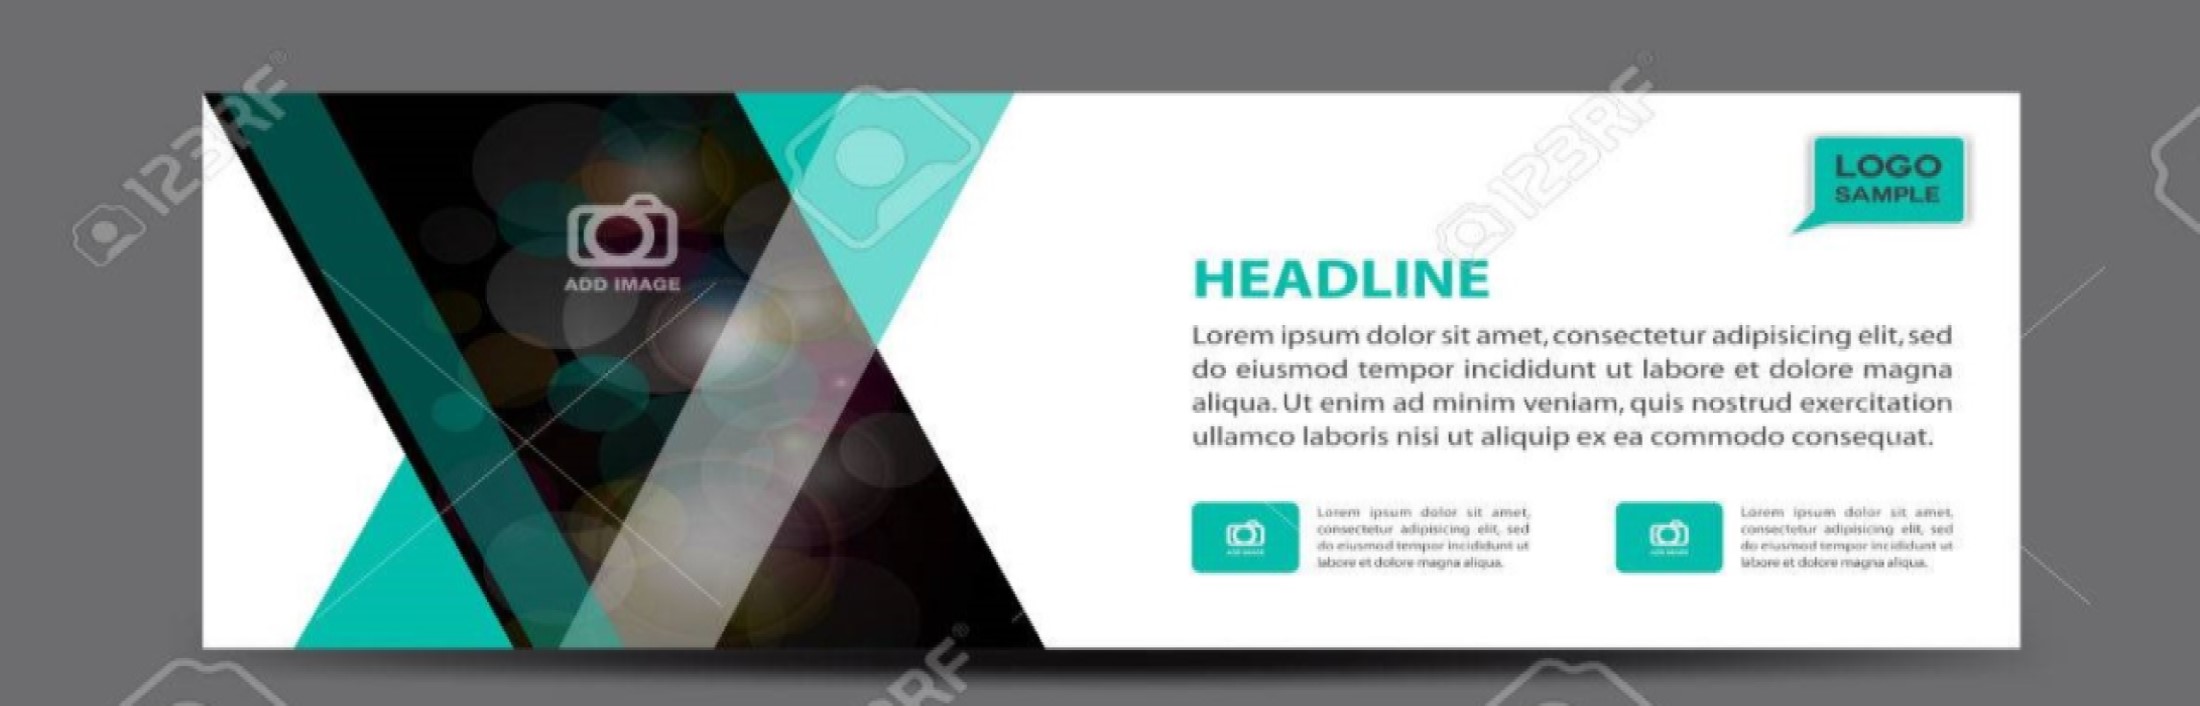 123RF
123RF
LOGO
SAMPLE
ADD IMAGE
HEADLINE
Lorem ipsum dolor sit amet, consectetur adipisicing elit, sed
do eiusmod tempor incididunt ut labore et dolore magna
aliqua. Ut enim ad minim veniam, quis nostrud exercitation
ullamco laboris nisi ut aliquip ex ea commodo consequat.
ADD IMAGE
Lorem ipsum dolor sit amet,
consectetur adipisicing elit, sed
do eiusmod tempor incididunt ut
labore et dolore magna aliqua.
ADD IMAGE
Lorem ipsum dolor sit amet,
consectetur adipisicing elit, sed
do eiusmod tempor incididunt ut
labore et dolore magna aliqua.